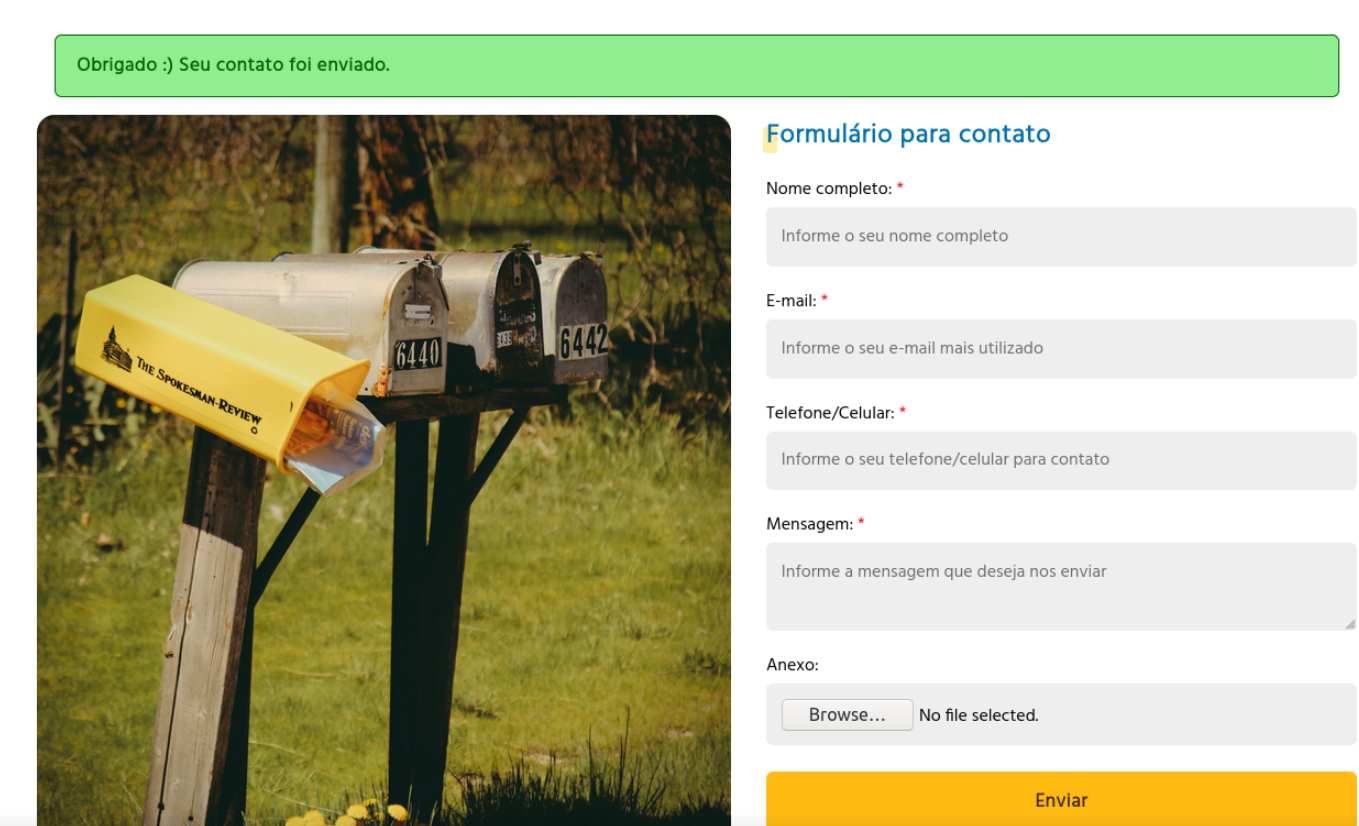 Obrigado :) Seu contato foi enviado.
THE SPOKESMAN-REVIEW
6440
6442
Formulário para contato
Nome completo: *
Informe o seu nome completo
E-mail: *
Informe o seu e-mail mais utilizado
Telefone/Celular: *
Informe o seu telefone/celular para contato
Mensagem: *
Informe a mensagem que deseja nos enviar
Anexo:
Browse... No file selected.
Enviar